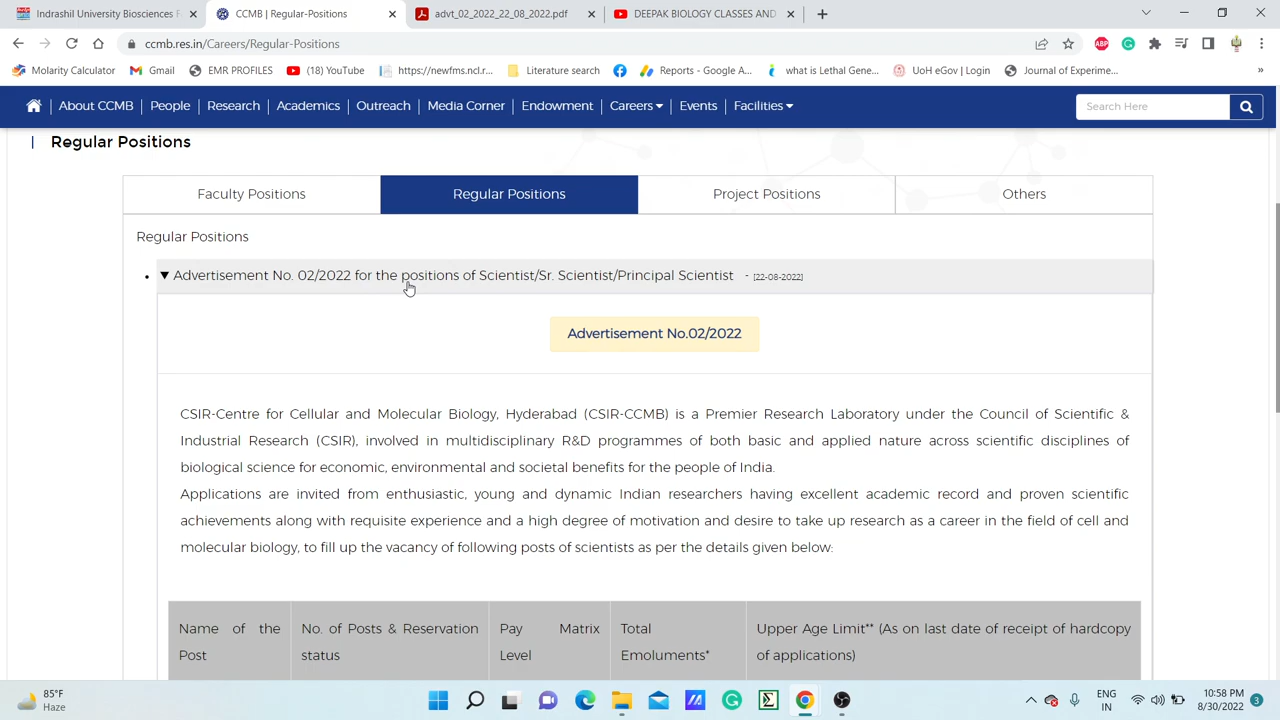 Indrashil University Biosciences F
CCMB | Regular-Positions
advt_02_2022_22_08_2022.pdf
DEEPAK BIOLOGY CLASSES AND
ccmb.res.in/Careers/Regular-Positions
Molarity Calculator
Gmail
EMR PROFILES
(18) YouTube
https://newfms.ncl.r...
Literature search
Reports - Google A...
what is Lethal Gene...
UoH eGov | Login
Journal of Experime...
»
About CCMB
People
Research
Academics
Outreach
Media Corner
Endowment
Careers
Events
Facilities
Search Here
Regular Positions
Faculty Positions
Regular Positions
Project Positions
Others
Regular Positions
Advertisement No. 02/2022 for the positions of Scientist/Sr. Scientist/Principal Scientist - [22-08-2022]
Advertisement No.02/2022
CSIR-Centre for Cellular and Molecular Biology, Hyderabad (CSIR-CCMB) is a Premier Research Laboratory under the Council of Scientific &
Industrial Research (CSIR), involved in multidisciplinary R&D programmes of both basic and applied nature across scientific disciplines of
biological science for economic, environmental and societal benefits for the people of India.
Applications are invited from enthusiastic, young and dynamic Indian researchers having excellent academic record and proven scientific
achievements along with requisite experience and a high degree of motivation and desire to take up research as a career in the field of cell and
molecular biology, to fill up the vacancy of following posts of scientists as per the details given below:
Name of the
Post
No. of Posts & Reservation
status
Pay Matrix
Level
Total
Emoluments*
Upper Age Limit** (As on last date of receipt of hardcopy
of applications)
85°F
Haze
ENG
IN
10:58 PM
8/30/2022
3